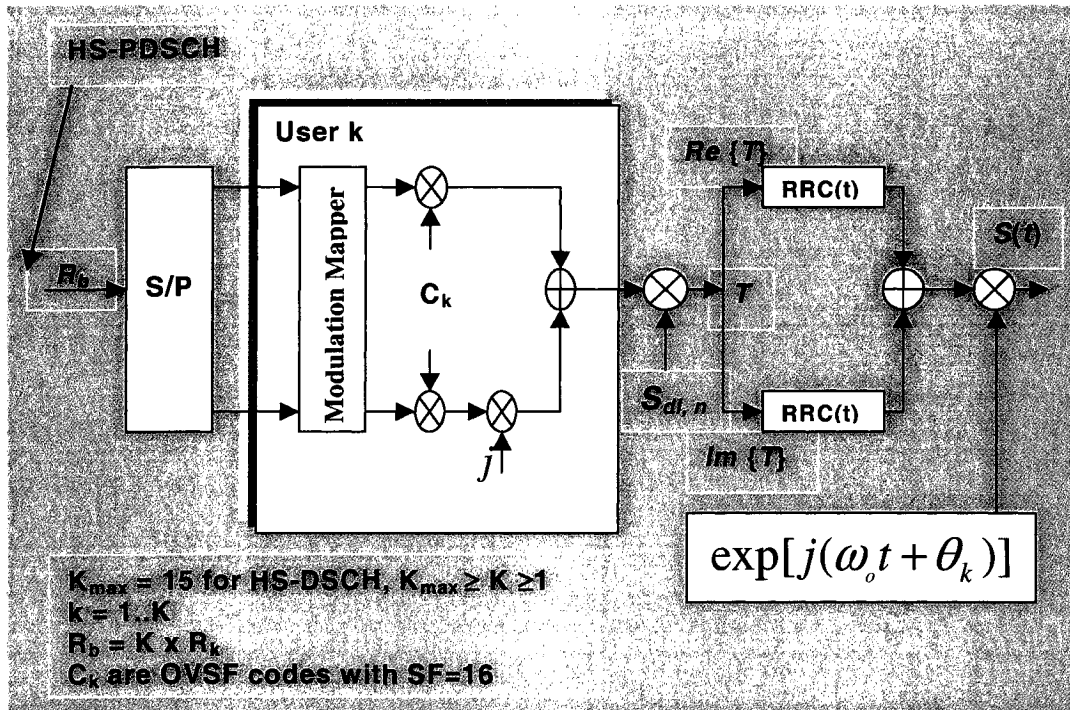 HS-PDSCH
User k
Re {T}
RRC(t)
S(t)
R_b
S/P
Modulation Mapper
C_k
T
S_dl, n
RRC(t)
Im {T}
j
exp[j(ω_o t + θ_k)]
K_max = 15 for HS-DSCH, K_max ≥ K ≥1
k = 1..K
R_b = K x R_k
C_k are OVSF codes with SF=16